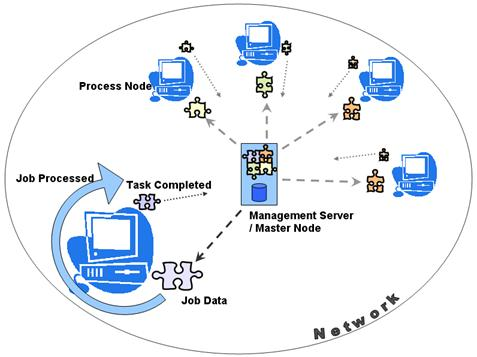 Process Node
Job Processed
Task Completed
Management Server
/ Master Node
Job Data
Network